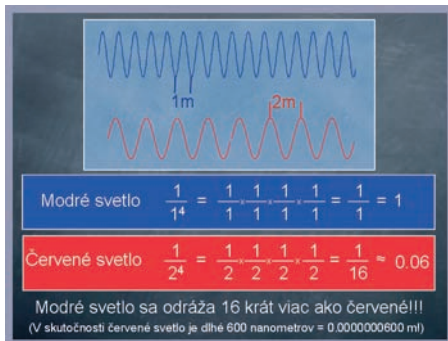 1m
2m
Modré svetlo 1/1⁴ = 1/1 x 1/1 x 1/1 x 1/1 = 1/1 = 1
Červené svetlo 1/2⁴ = 1/2 x 1/2 x 1/2 x 1/2 = 1/16 ≈ 0.06
Modré svetlo sa odráža 16 krát viac ako červené!!!
(V skutočnosti červené svetlo je dlhé 600 nanometrov = 0.0000000600 ml)